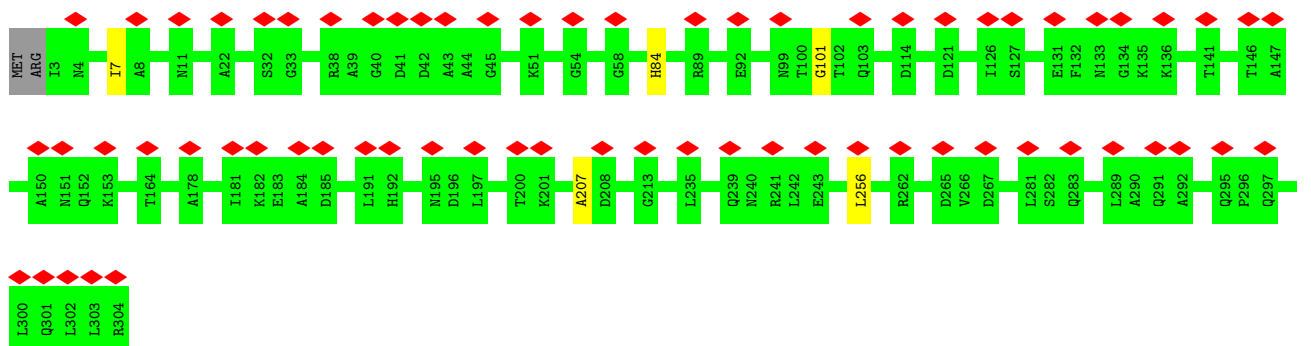 MET ARG I3 N4 I7 A8 N11 A22 S32 G33 R38 A39 G40 D41 D42 A43 A44 G45 K51 G54 G58 H84 R89 E92 N99 T100 G101 T102 Q103 D114 D121 I126 S127 E131 F132 N133 G134 K135 K136 T141 T146 A147
A150 N151 Q152 K153 T164 A178 I181 K182 E183 A184 D185 L191 H192 N195 D196 L197 T200 K201 A207 D208 G213 L235 Q239 N240 R241 L242 E243 L256 R262 D265 V266 D267 L281 S282 Q283 L289 A290 Q291 A292 Q295 P296 Q297
L300 Q301 L302 L303 R304